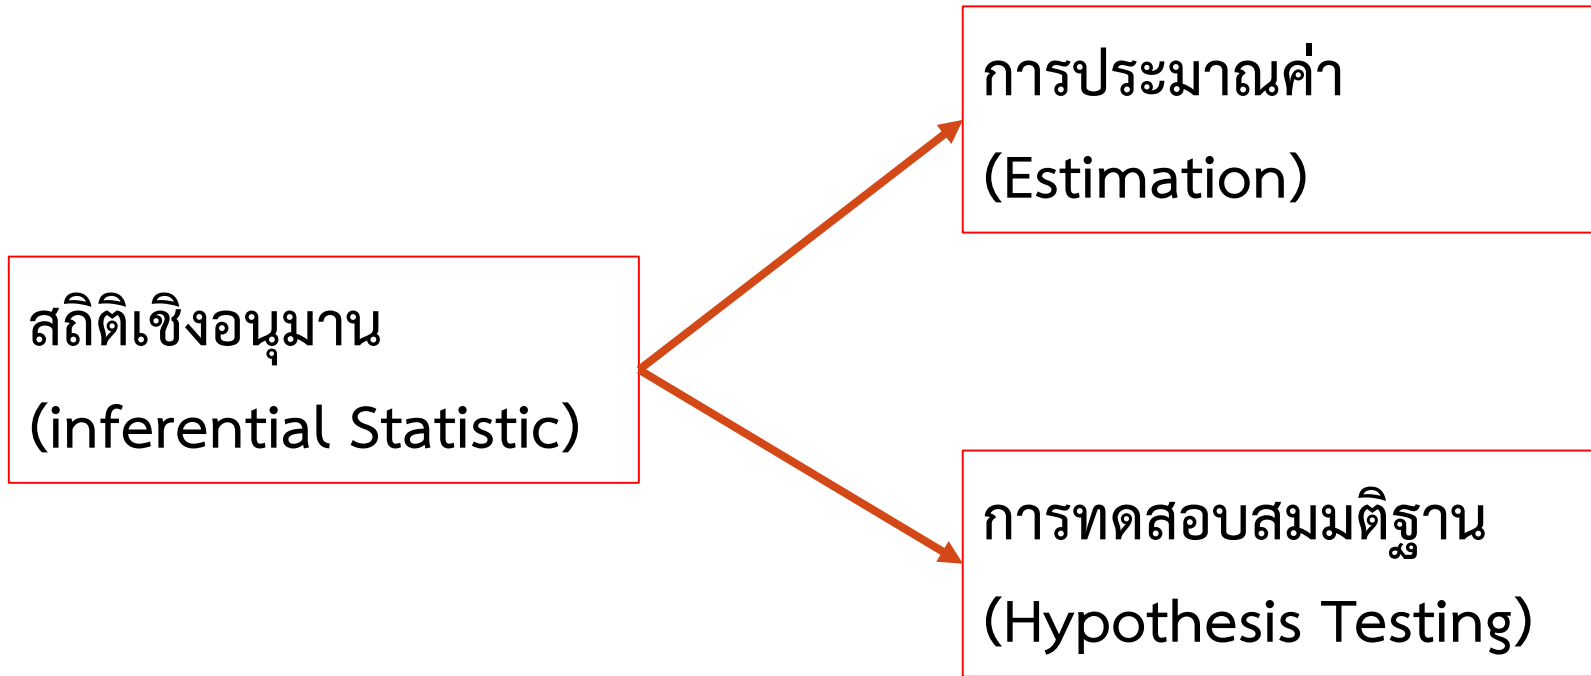 การประมาณค่า
(Estimation)
สถิติเชิงอนุมาน
(inferential Statistic)
การทดสอบสมมติฐาน
(Hypothesis Testing)